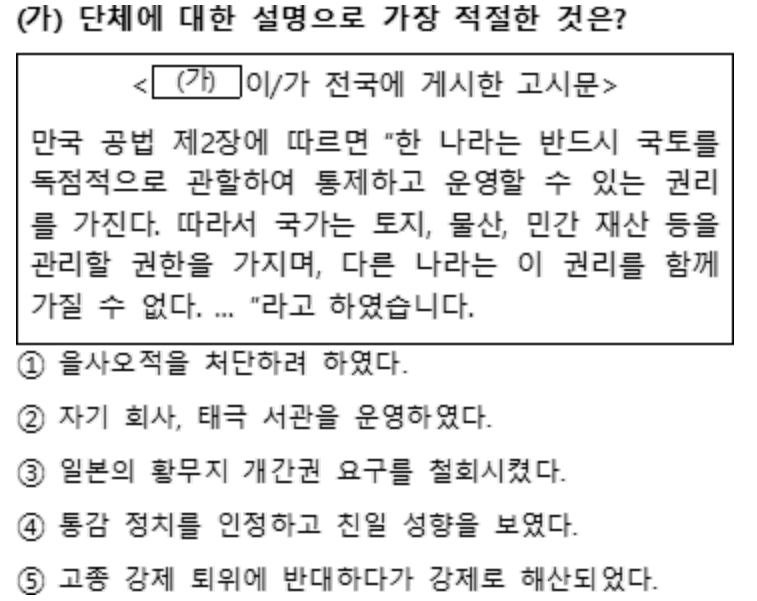 (가) 단체에 대한 설명으로 가장 적절한 것은?
< (가) 이/가 전국에 게시한 고시문>
만국 공법 제2장에 따르면 "한 나라는 반드시 국토를
독점적으로 관할하여 통제하고 운영할 수 있는 권리
를 가진다. 따라서 국가는 토지, 물산, 민간 재산 등을
관리할 권한을 가지며, 다른 나라는 이 권리를 함께
가질 수 없다. ... "라고 하였습니다.
① 을사오적을 처단하려 하였다.
② 자기 회사, 태극 서관을 운영하였다.
③ 일본의 황무지 개간권 요구를 철회시켰다.
④ 통감 정치를 인정하고 친일 성향을 보였다.
⑤ 고종 강제 퇴위에 반대하다가 강제로 해산되었다.